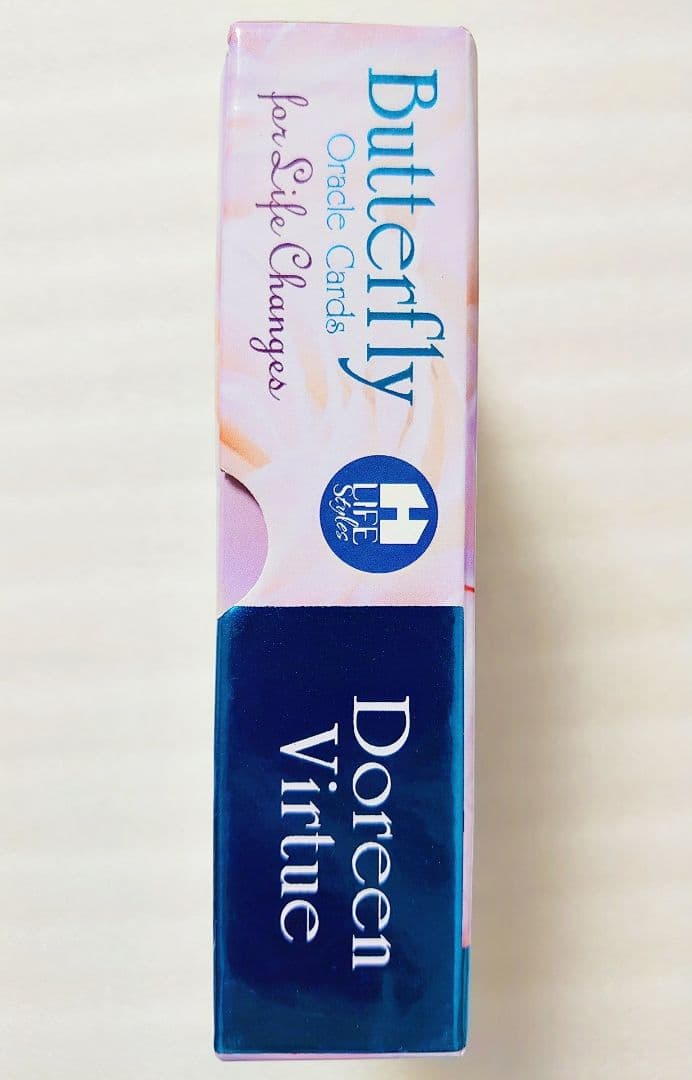 Butterfly
Oracle Cards
for Life Changes
H
LIFE
Styles
Doreen
Virtue